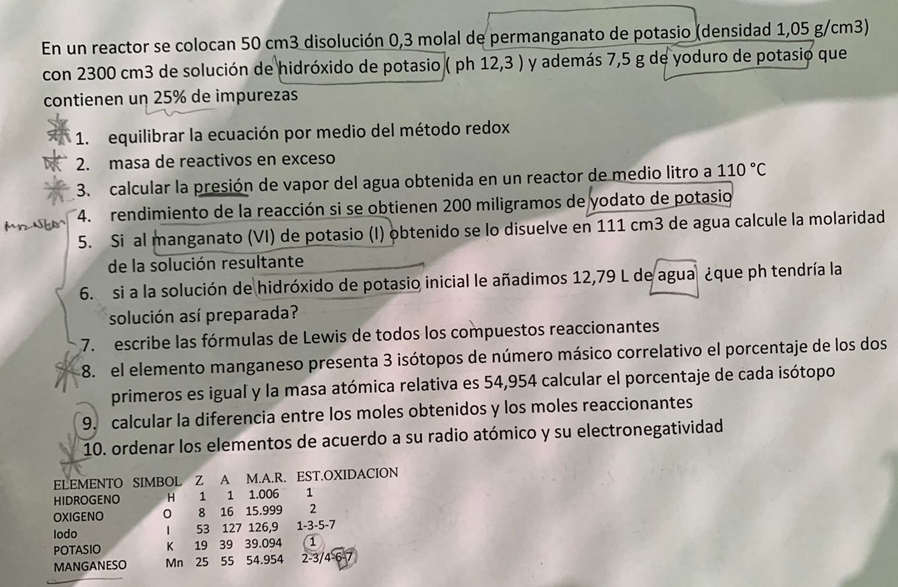 En un reactor se colocan 50 cm3 disolución 0,3 molal de permanganato de potasio (densidad 1,05 g/cm3)
con 2300 cm3 de solución de hidróxido de potasio ( ph 12,3 ) y además 7,5 g de yoduro de potasio que
contienen un 25% de impurezas
1. equilibrar la ecuación por medio del método redox
2. masa de reactivos en exceso
3. calcular la presión de vapor del agua obtenida en un reactor de medio litro a 110 °C
4. rendimiento de la reacción si se obtienen 200 miligramos de yodato de potasio
5. Si al manganato (VI) de potasio (I) obtenido se lo disuelve en 111 cm3 de agua calcule la molaridad
de la solución resultante
6. si a la solución de hidróxido de potasio inicial le añadimos 12,79 L de agua ¿que ph tendría la
solución así preparada?
7. escribe las fórmulas de Lewis de todos los compuestos reaccionantes
8. el elemento manganeso presenta 3 isótopos de número másico correlativo el porcentaje de los dos
primeros es igual y la masa atómica relativa es 54,954 calcular el porcentaje de cada isótopo
9. calcular la diferencia entre los moles obtenidos y los moles reaccionantes
10. ordenar los elementos de acuerdo a su radio atómico y su electronegatividad
ELEMENTO SIMBOL Z A M.A.R. EST.OXIDACION
HIDROGENO H 1 1 1.006 1
OXIGENO O 8 16 15.999 2
Iodo I 53 127 126,9 1-3-5-7
POTASIO K 19 39 39.094 1
MANGANESO Mn 25 55 54.954 2-3/4-6-7